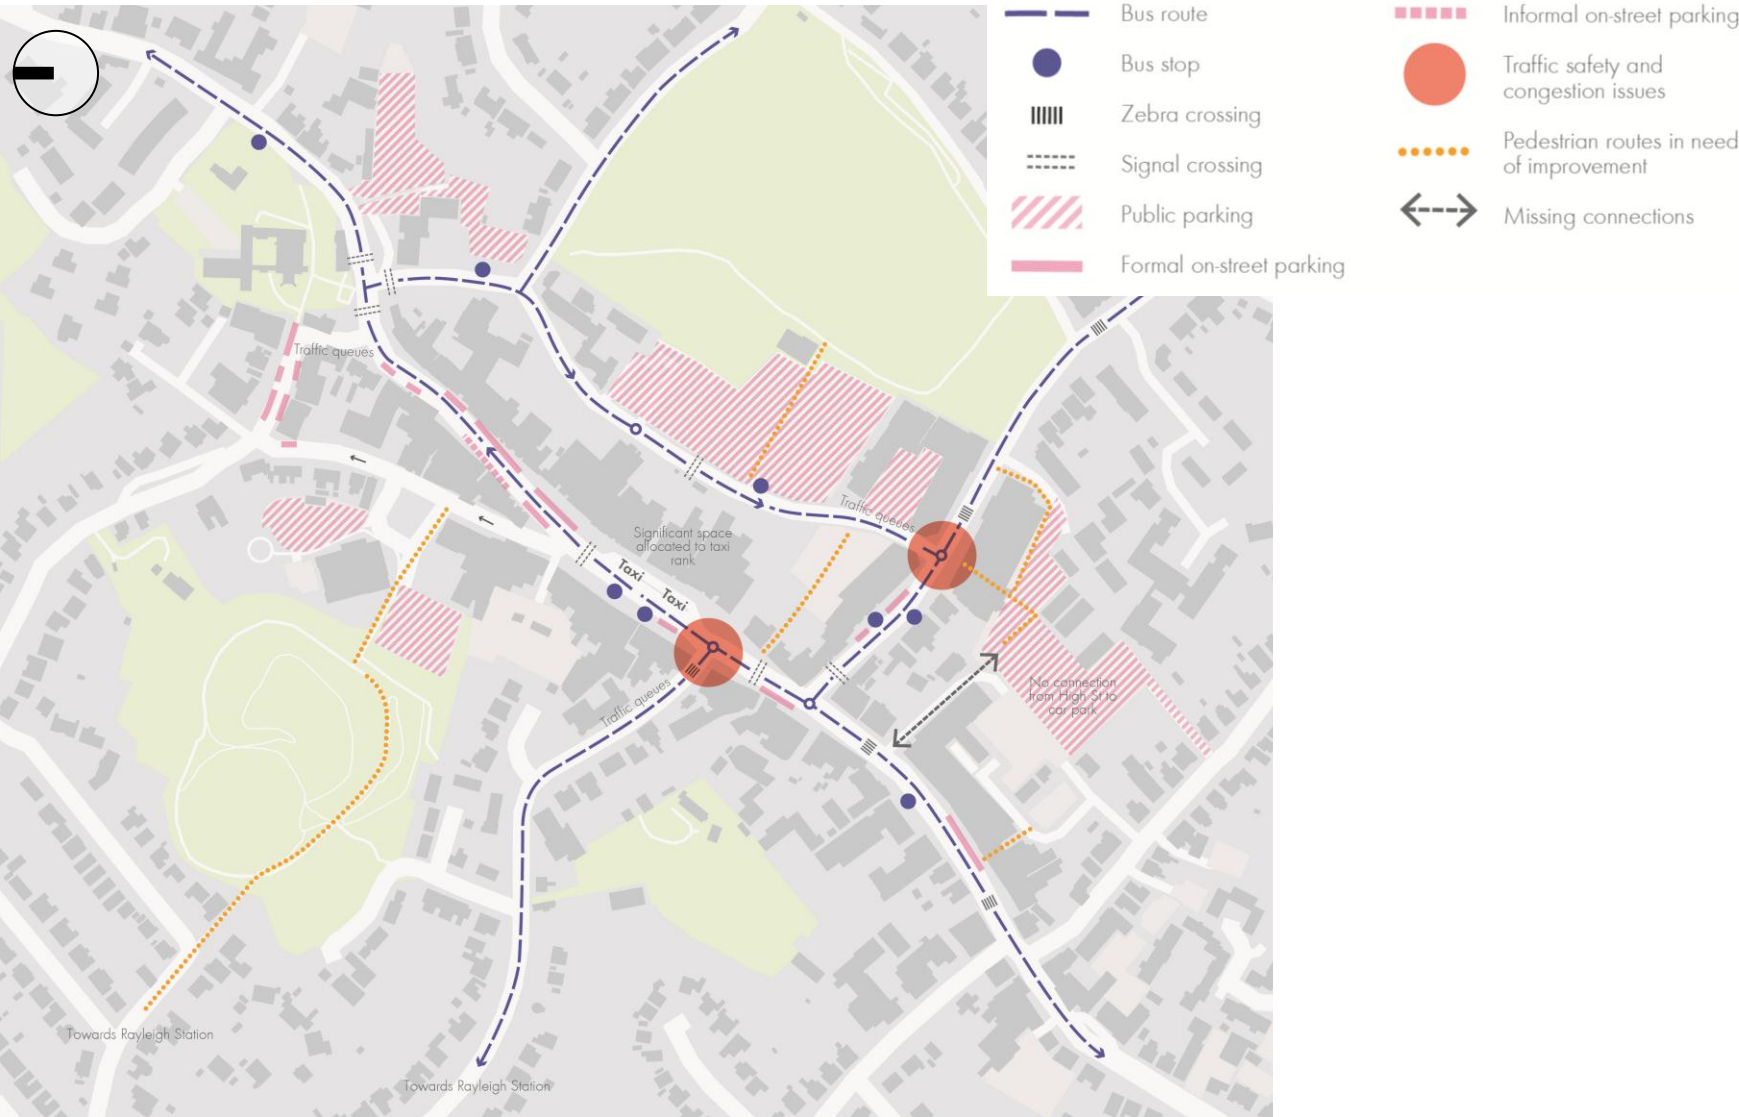 Bus route
Bus stop
Zebra crossing
Signal crossing
Public parking
Formal on-street parking
Informal on-street parking
Traffic safety and
congestion issues
Pedestrian routes in need
of improvement
Missing connections
Traffic queues
Traffic queues
Significant space
allocated to taxi
rank
Taxi
Taxi
Traffic queues
No connection
from High St to
car park
Towards Rayleigh Station
Towards Rayleigh Station